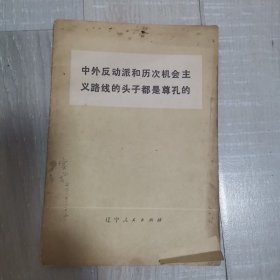 中外反动派和历次机会主
义路线的头子都是尊孔的
辽宁人民出版社